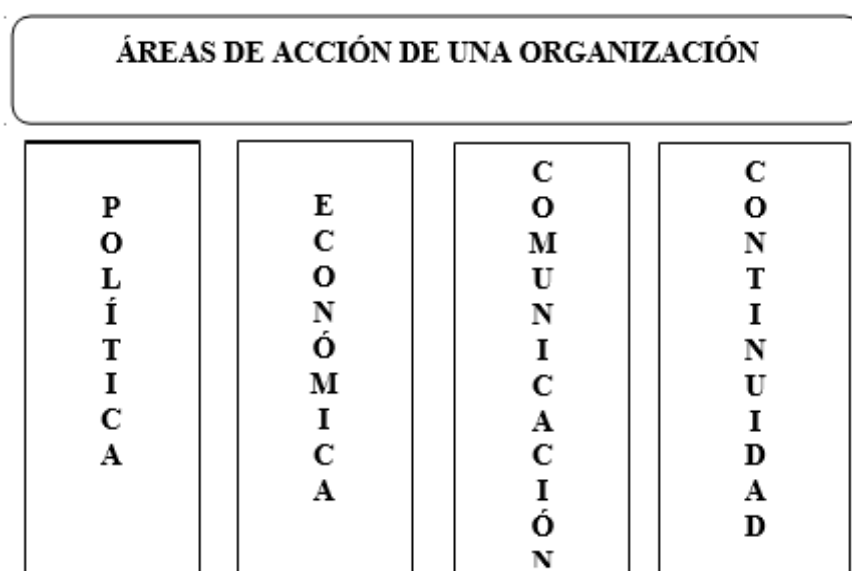 ÁREAS DE ACCIÓN DE UNA ORGANIZACIÓN
POLÍTICA
ECONÓMICA
COMUNICACIÓN
CONTINUIDAD